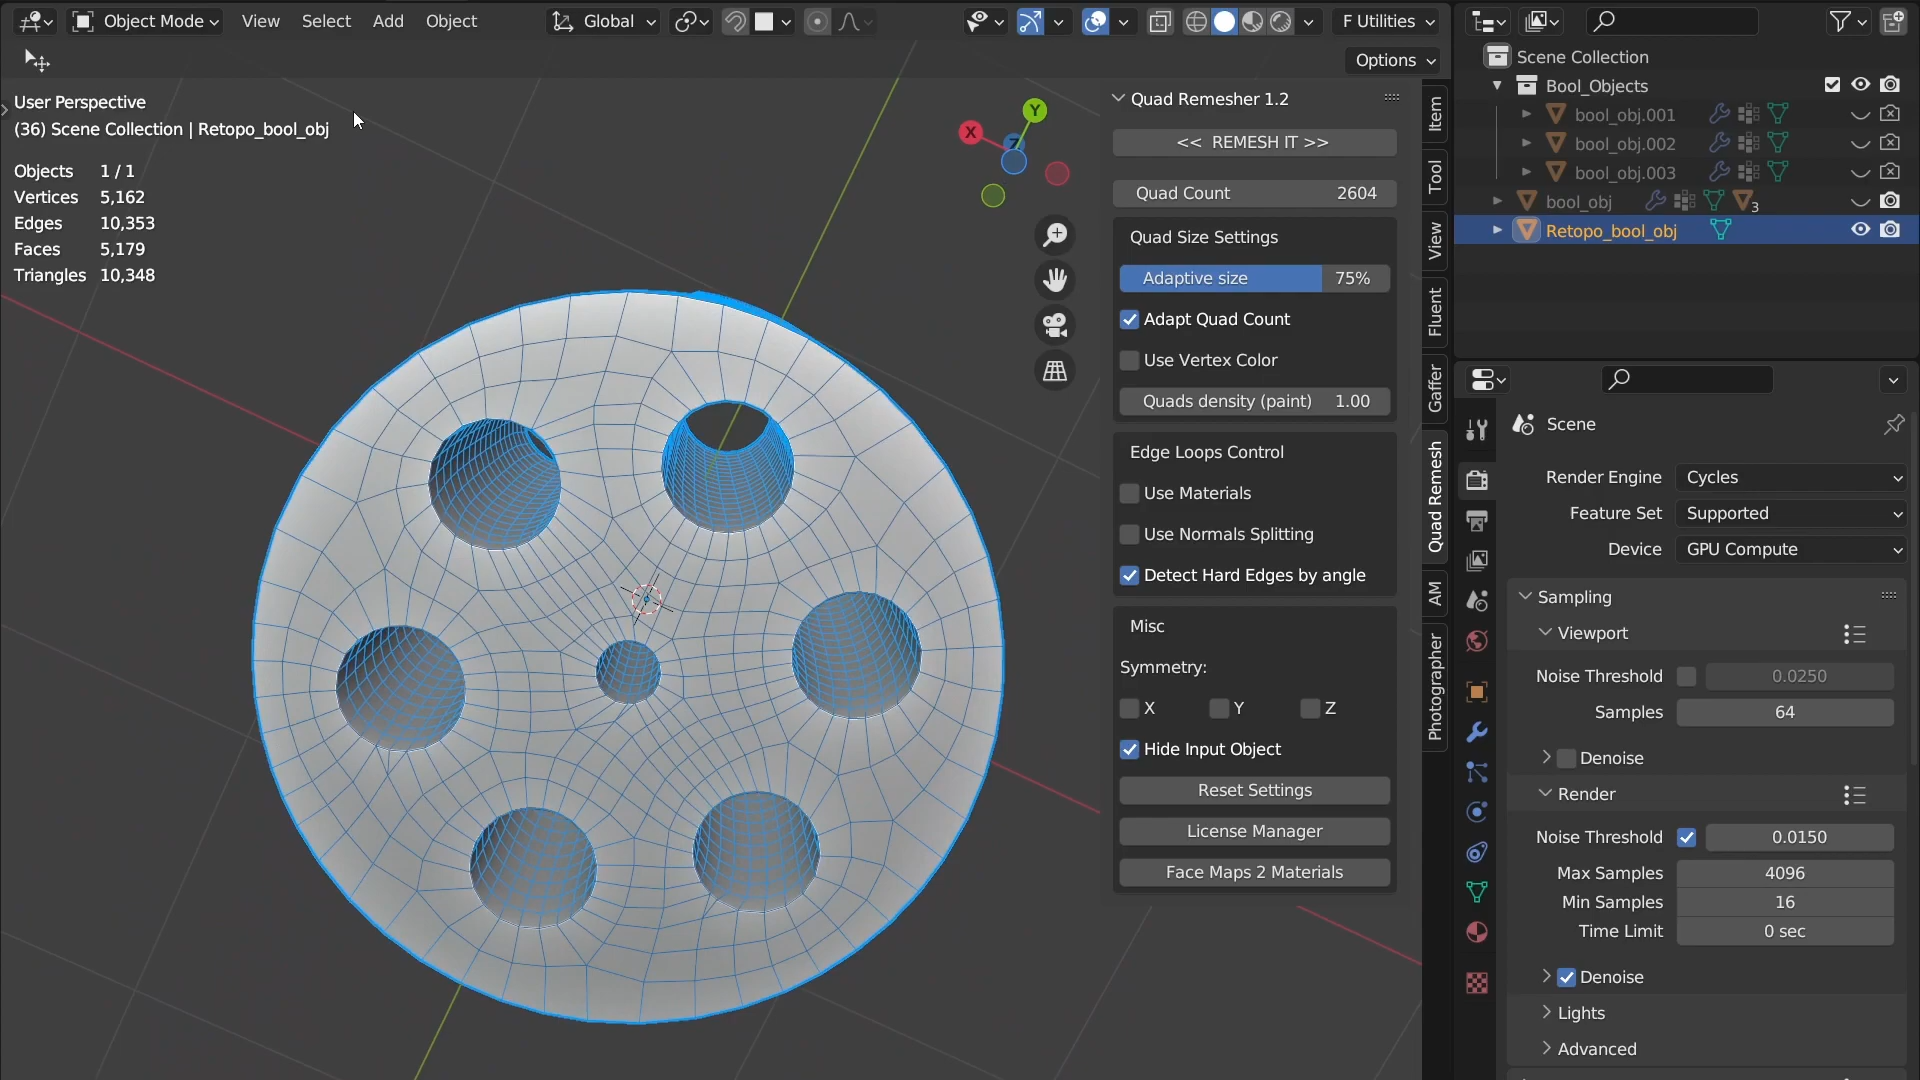 Object Mode View Select Add Object Global F Utilities
Options
User Perspective
(36) Scene Collection | Retopo_bool_obj
Objects 1 / 1
Vertices 5,162
Edges 10,353
Faces 5,179
Triangles 10,348
Y
X
Z
Quad Remesher 1.2
<< REMESH IT >>
Quad Count 2604
Quad Size Settings
Adaptive size 75%
Adapt Quad Count
Use Vertex Color
Quads density (paint) 1.00
Edge Loops Control
Use Materials
Use Normals Splitting
Detect Hard Edges by angle
Misc
Symmetry:
X Y Z
Hide Input Object
Reset Settings
License Manager
Face Maps 2 Materials
Item
Tool
View
Fluent
Gaffer
Quad Remesh
AM
Photographer
Scene Collection
Bool_Objects
bool_obj.001
bool_obj.002
bool_obj.003
bool_obj 3
Retopo_bool_obj
Scene
Render Engine Cycles
Feature Set Supported
Device GPU Compute
Sampling
Viewport
Noise Threshold 0.0250
Samples 64
Denoise
Render
Noise Threshold 0.0150
Max Samples 4096
Min Samples 16
Time Limit 0 sec
Denoise
Lights
Advanced